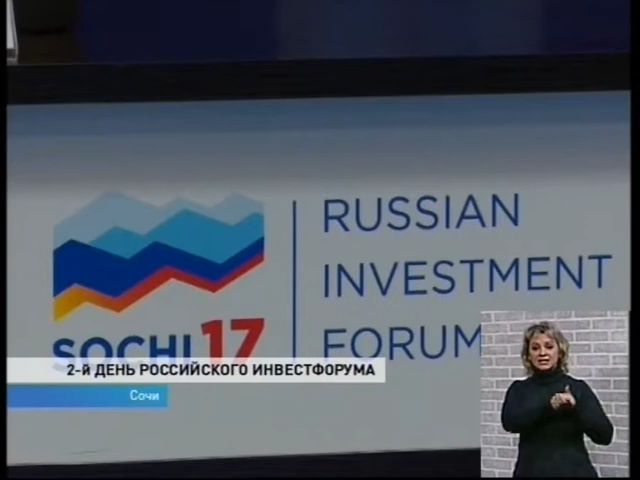 RUSSIAN
INVESTMENT
FORUM
SOCHI 17
2-й ДЕНЬ РОССИЙСКОГО ИНВЕСТФОРУМА
Сочи